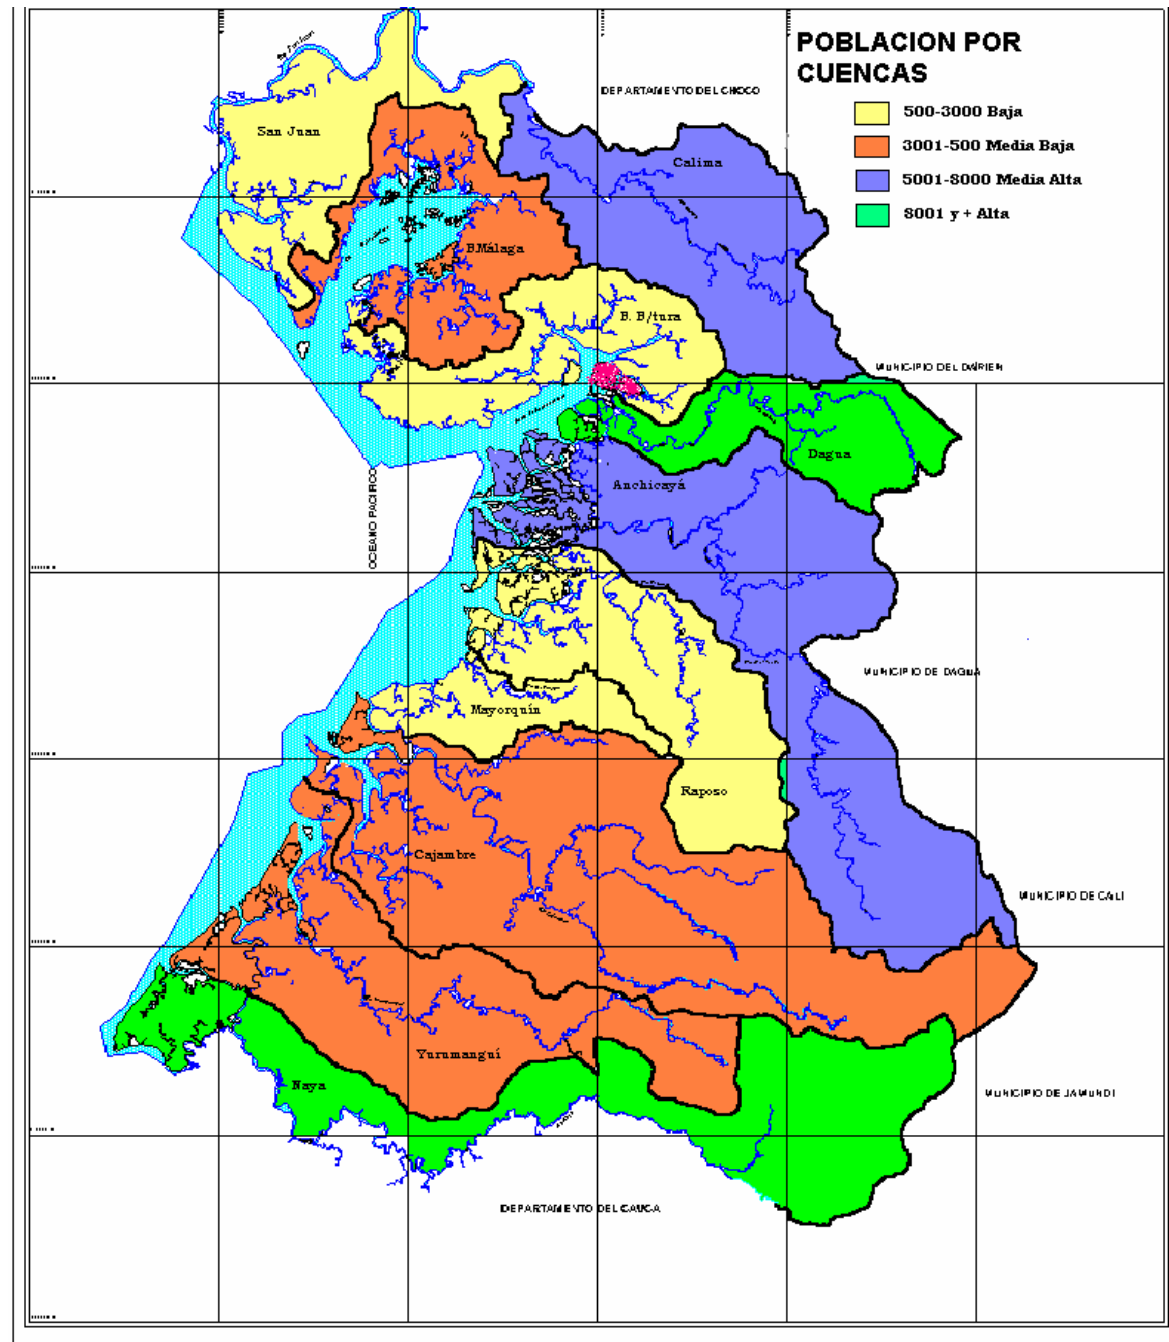 POBLACION POR
CUENCAS
500-3000 Baja
3001-500 Media Baja
5001-8000 Media Alta
8001 y + Alta
DEPARTAMENTO DEL CHOCO
San Juan
Calima
B.Málaga
B. B/tura
MUNICIPIO DEL DARIEN
Dagua
Anchicayá
OCEANO PACIFICO
MUNICIPIO DE DAGUA
Mayorquín
Raposo
Cajambre
MUNICIPIO DE CALI
Yurumanguí
Naya
MUNICIPIO DE JAMUNDI
DEPARTAMENTO DEL CAUCA